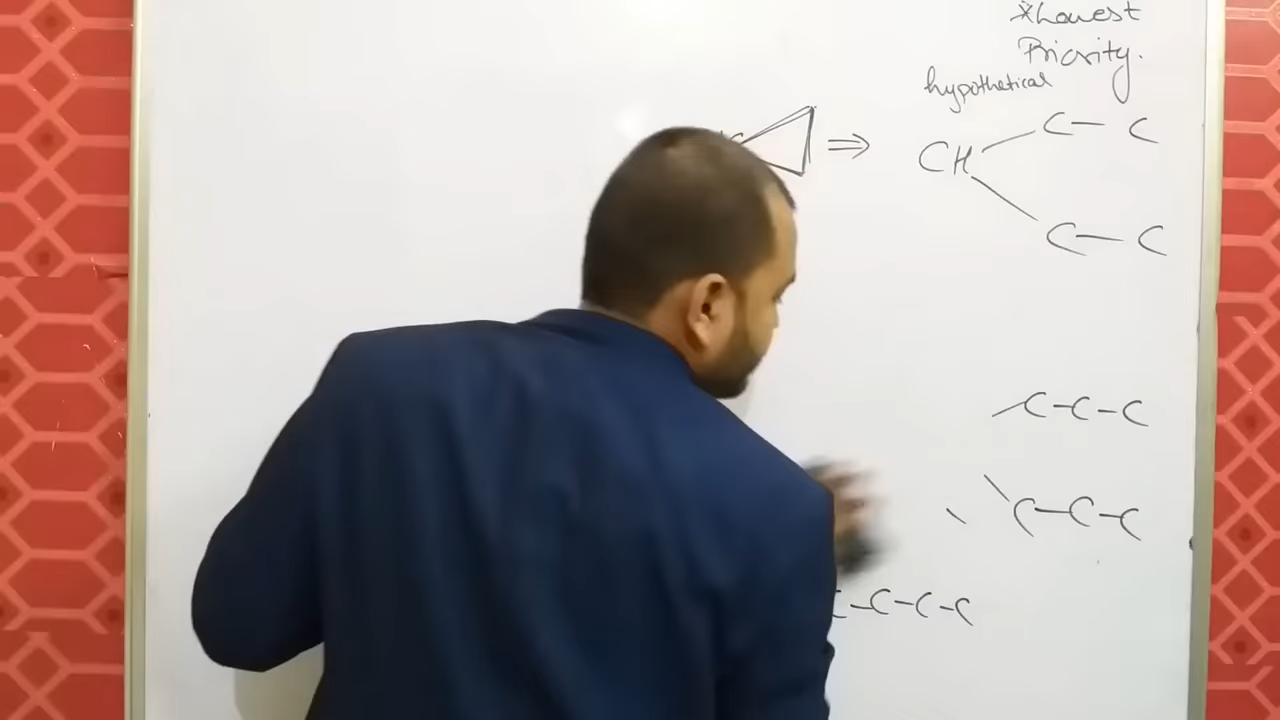 *Lowest
Priority.
hypothetical
C — C
⇒ CH
C — C
C-C-C
C-C-C
-C-C-C